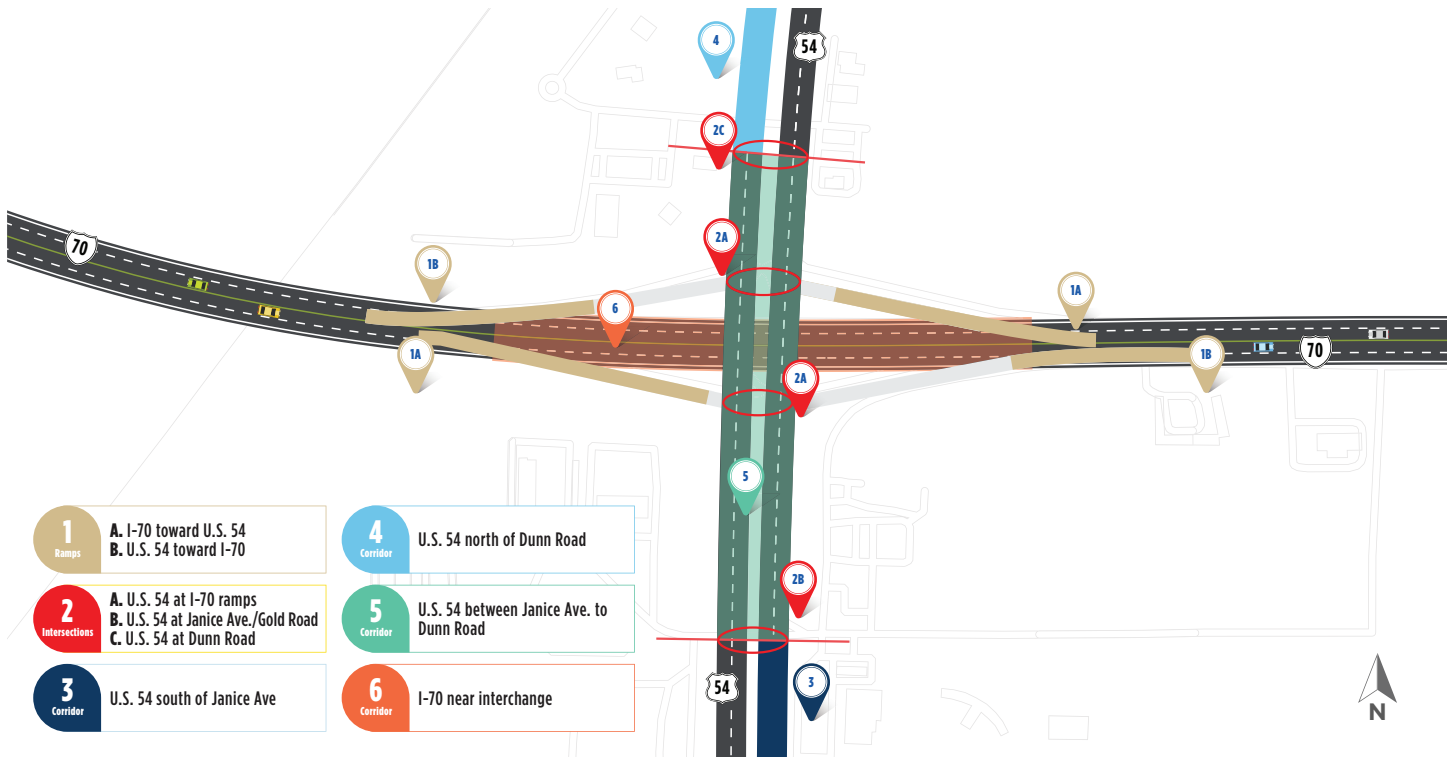 4
54
2C
2A
70
1B
1A
6
1A
2A
1B
70
5
2B
3
54
N
1
Ramps
A. I-70 toward U.S. 54
B. U.S. 54 toward I-70
2
Intersections
A. U.S. 54 at I-70 ramps
B. U.S. 54 at Janice Ave./Gold Road
C. U.S. 54 at Dunn Road
3
Corridor
U.S. 54 south of Janice Ave
4
Corridor
U.S. 54 north of Dunn Road
5
Corridor
U.S. 54 between Janice Ave. to
Dunn Road
6
Corridor
I-70 near interchange